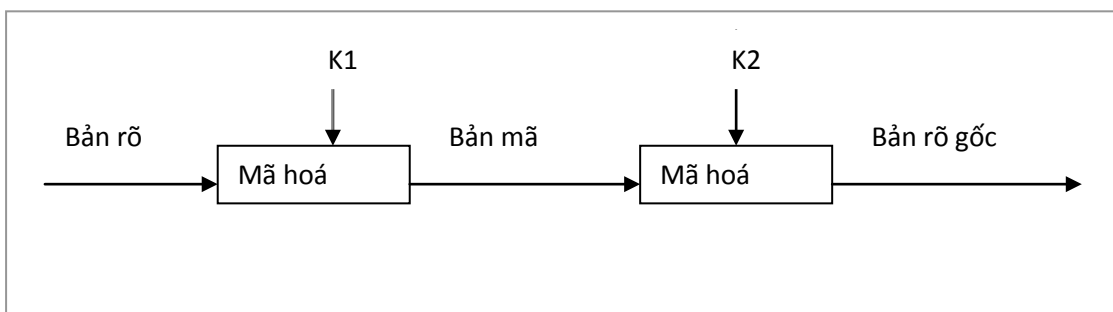 K1
K2
Bản rõ
Bản mã
Bản rõ gốc
Mã hoá
Mã hoá